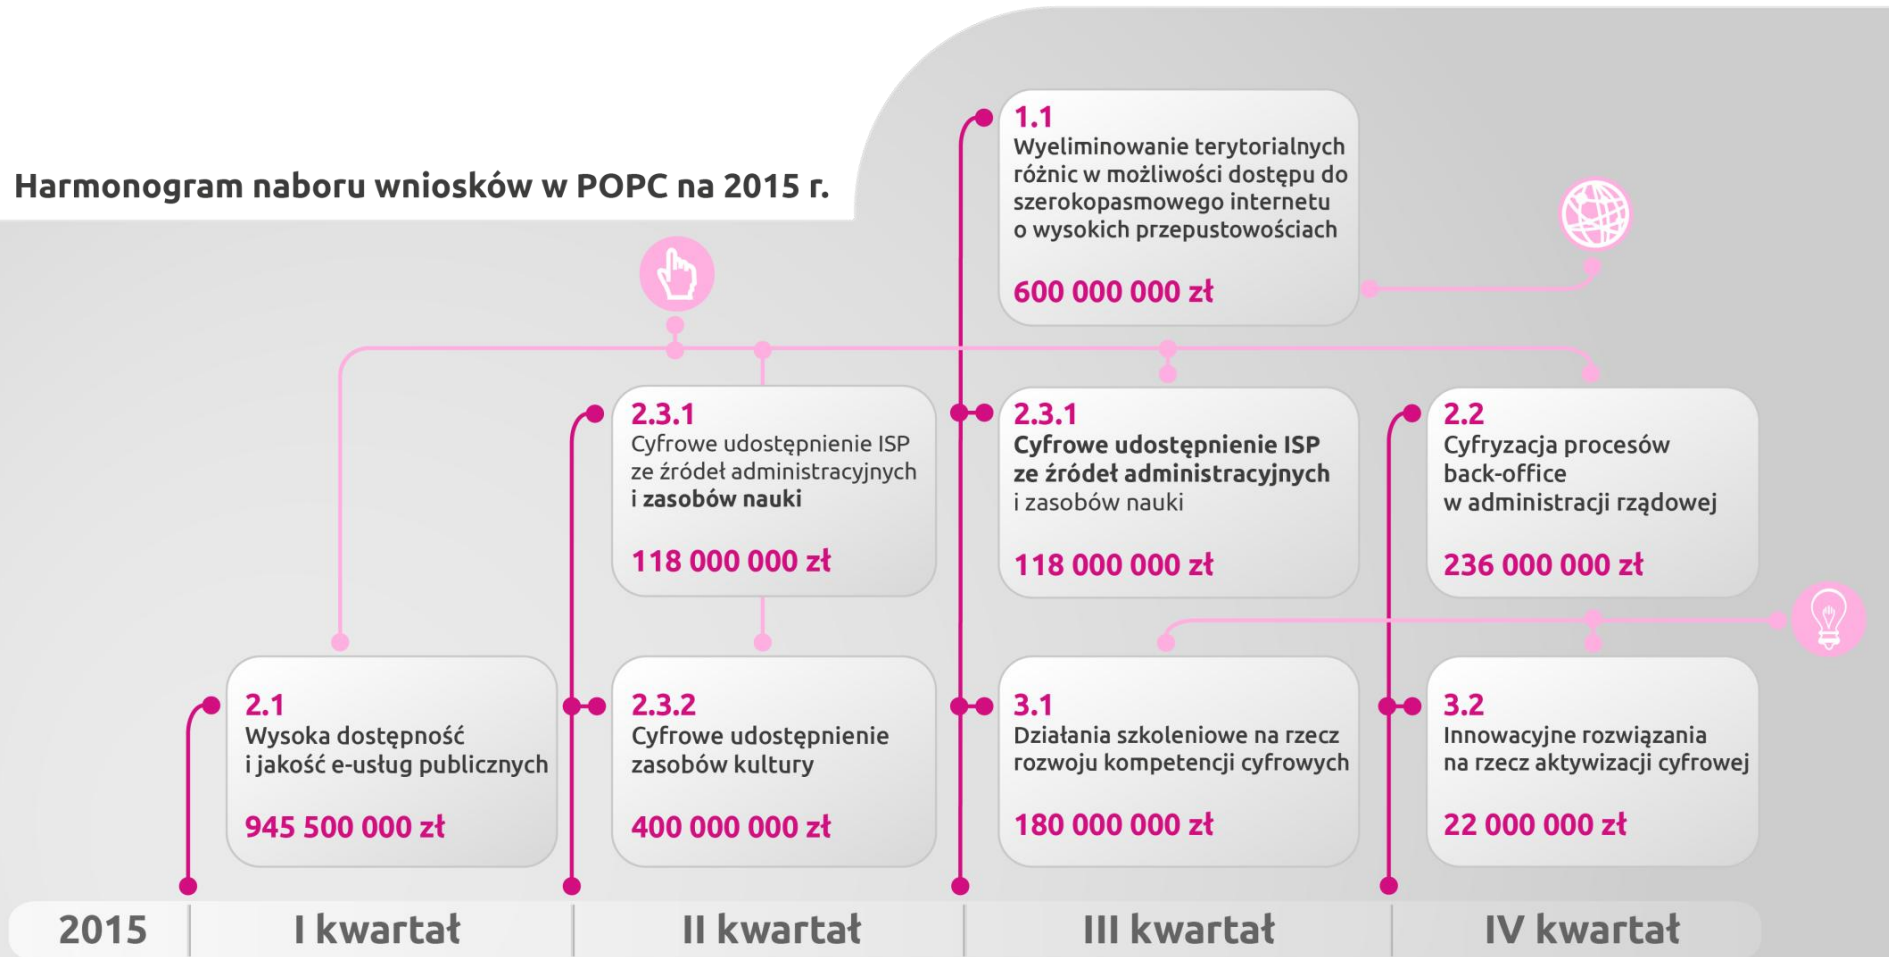 Harmonogram naboru wniosków w POPC na 2015 r.
1.1
Wyeliminowanie terytorialnych
różnic w możliwości dostępu do
szerokopasmowego internetu
o wysokich przepustowościach
600 000 000 zł
2.3.1
Cyfrowe udostępnienie ISP
ze źródeł administracyjnych
i zasobów nauki
118 000 000 zł
2.3.1
Cyfrowe udostępnienie ISP
ze źródeł administracyjnych
i zasobów nauki
118 000 000 zł
2.2
Cyfryzacja procesów
back-office
w administracji rządowej
236 000 000 zł
2.1
Wysoka dostępność
i jakość e-usług publicznych
945 500 000 zł
2.3.2
Cyfrowe udostępnienie
zasobów kultury
400 000 000 zł
3.1
Działania szkoleniowe na rzecz
rozwoju kompetencji cyfrowych
180 000 000 zł
3.2
Innowacyjne rozwiązania
na rzecz aktywizacji cyfrowej
22 000 000 zł
2015
I kwartał
II kwartał
III kwartał
IV kwartał